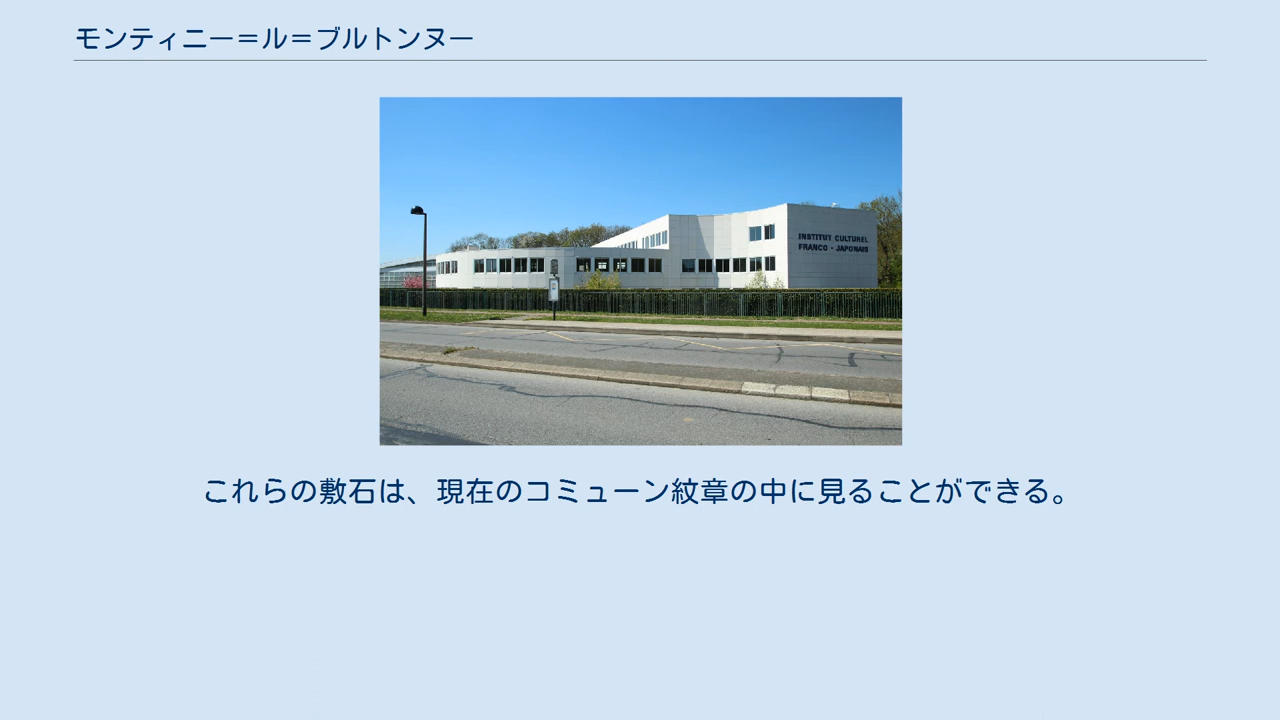 モンティニー＝ル＝ブルトンヌー
INSTITUT CULTUREL
FRANCO - JAPONAIS
これらの敷石は、現在のコミューン紋章の中に見ることができる。